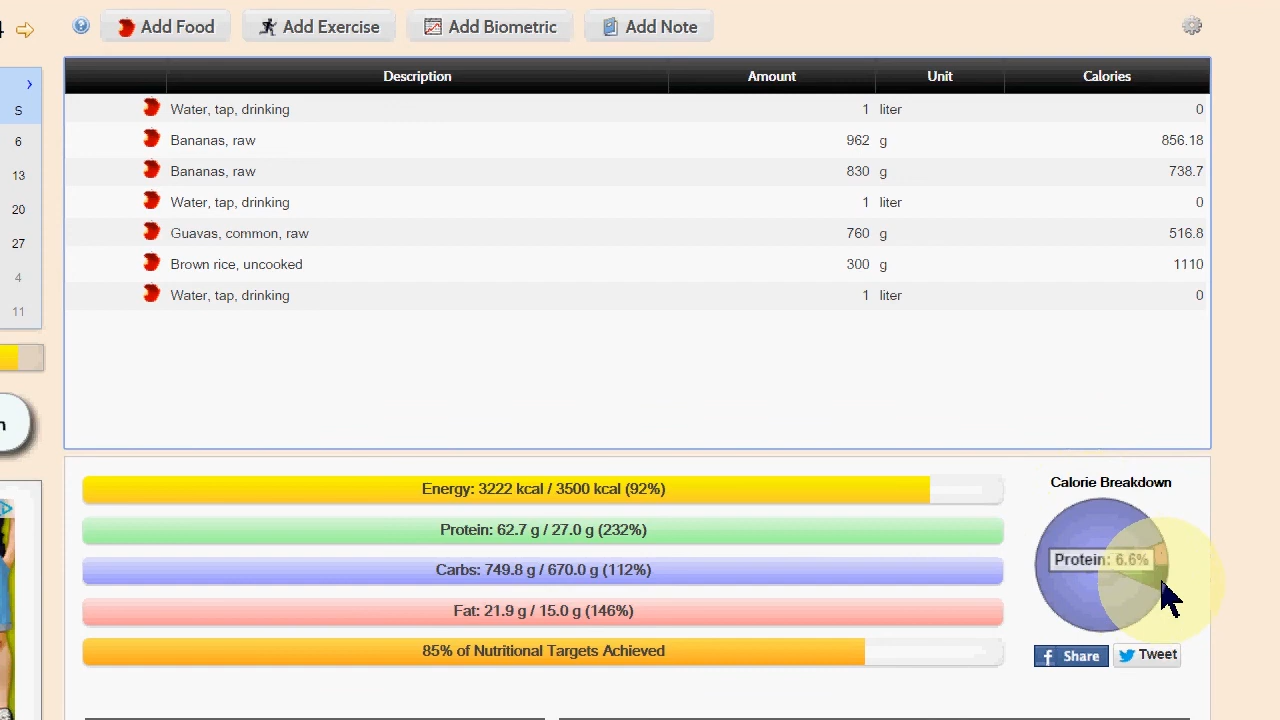 Add Food Add Exercise Add Biometric Add Note
› Description Amount Unit Calories
S Water, tap, drinking 1 liter 0
6 Bananas, raw 962 g 856.18
13 Bananas, raw 830 g 738.7
20 Water, tap, drinking 1 liter 0
27 Guavas, common, raw 760 g 516.8
4 Brown rice, uncooked 300 g 1110
11 Water, tap, drinking 1 liter 0
Energy: 3222 kcal / 3500 kcal (92%)
Protein: 62.7 g / 27.0 g (232%)
Carbs: 749.8 g / 670.0 g (112%)
Fat: 21.9 g / 15.0 g (146%)
85% of Nutritional Targets Achieved
Calorie Breakdown
Protein: 6.6%
f Share Tweet